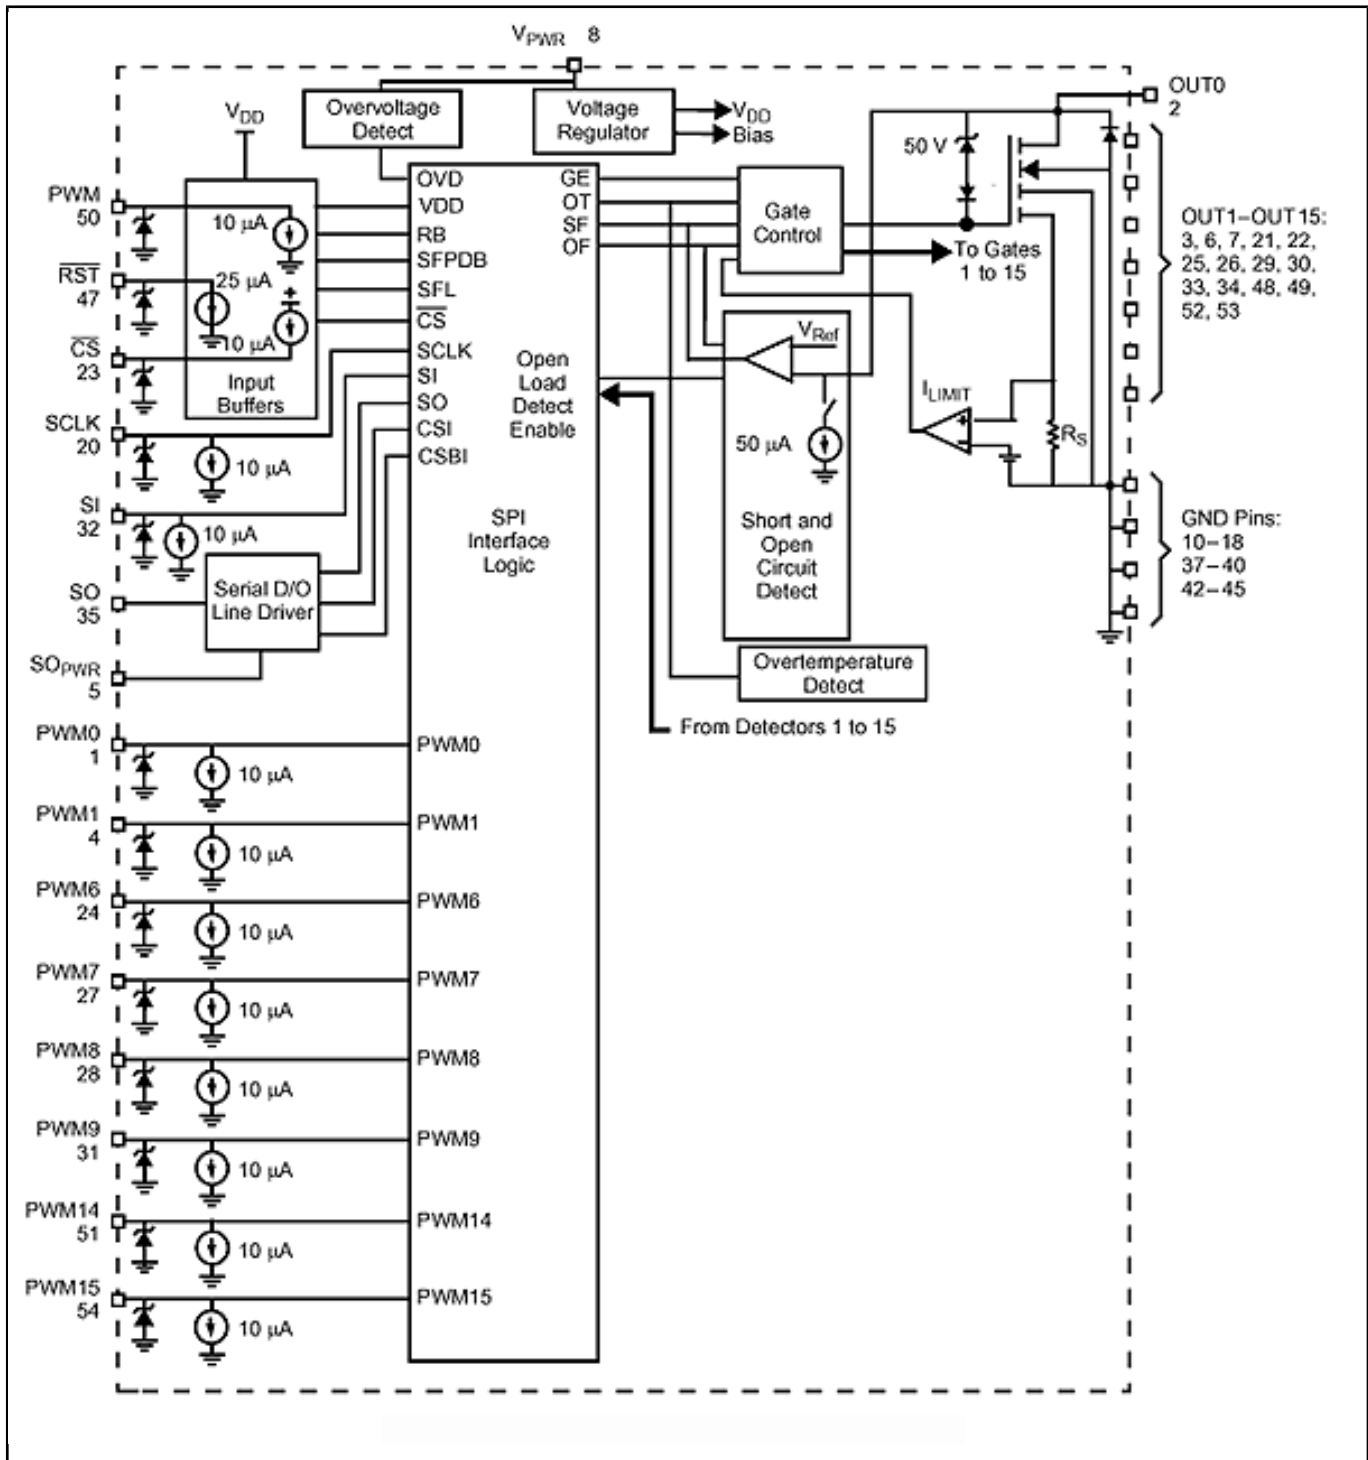 V_PWR 8
OUT0
2
Overvoltage
Detect
Voltage
Regulator
V_DD
Bias
V_DD
50 V
PWM
50
10 µA
RST
47
25 µA
+
10 µA
CS
23
Input
Buffers
SCLK
20
10 µA
SI
32
10 µA
SO
35
Serial D/O
Line Driver
SO_PWR
5
OVD
VDD
RB
SFPDB
SFL
CS
SCLK
SI
SO
CSI
CSBI
GE
OT
SF
OF
Open
Load
Detect
Enable
SPI
Interface
Logic
Gate
Control
To Gates
1 to 15
V_Ref
50 µA
Short and
Open
Circuit
Detect
I_LIMIT
+
−
R_S
Overtemperature
Detect
From Detectors 1 to 15
OUT1–OUT15:
3, 6, 7, 21, 22,
25, 26, 29, 30,
33, 34, 48, 49,
52, 53
GND Pins:
10–18
37–40
42–45
PWM0
1
10 µA
PWM0
PWM1
4
10 µA
PWM1
PWM6
24
10 µA
PWM6
PWM7
27
10 µA
PWM7
PWM8
28
10 µA
PWM8
PWM9
31
10 µA
PWM9
PWM14
51
10 µA
PWM14
PWM15
54
10 µA
PWM15